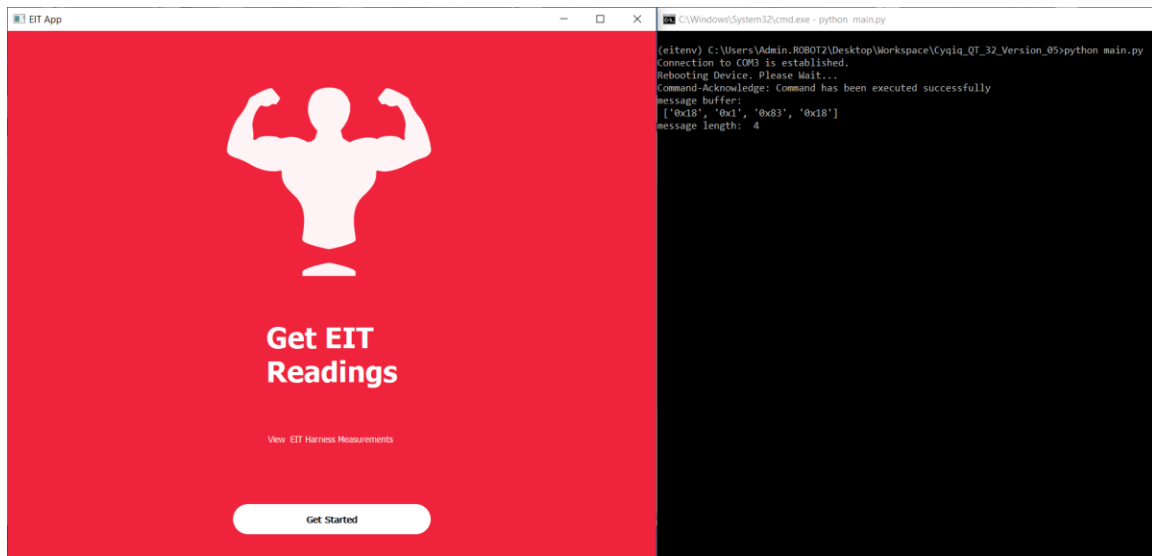 EIT App
Get EIT
Readings
View EIT Harness Measurements
Get Started
C:\Windows\System32\cmd.exe - python main.py
(eitenv) C:\Users\Admin.ROBOT2\Desktop\Workspace\Cyqiq_QT_32_Version_05>python main.py
Connection to COM3 is established.
Rebooting Device. Please Wait...
Command-Acknowledge: Command has been executed successfully
message buffer:
['0x18', '0x1', '0x83', '0x18']
message length: 4